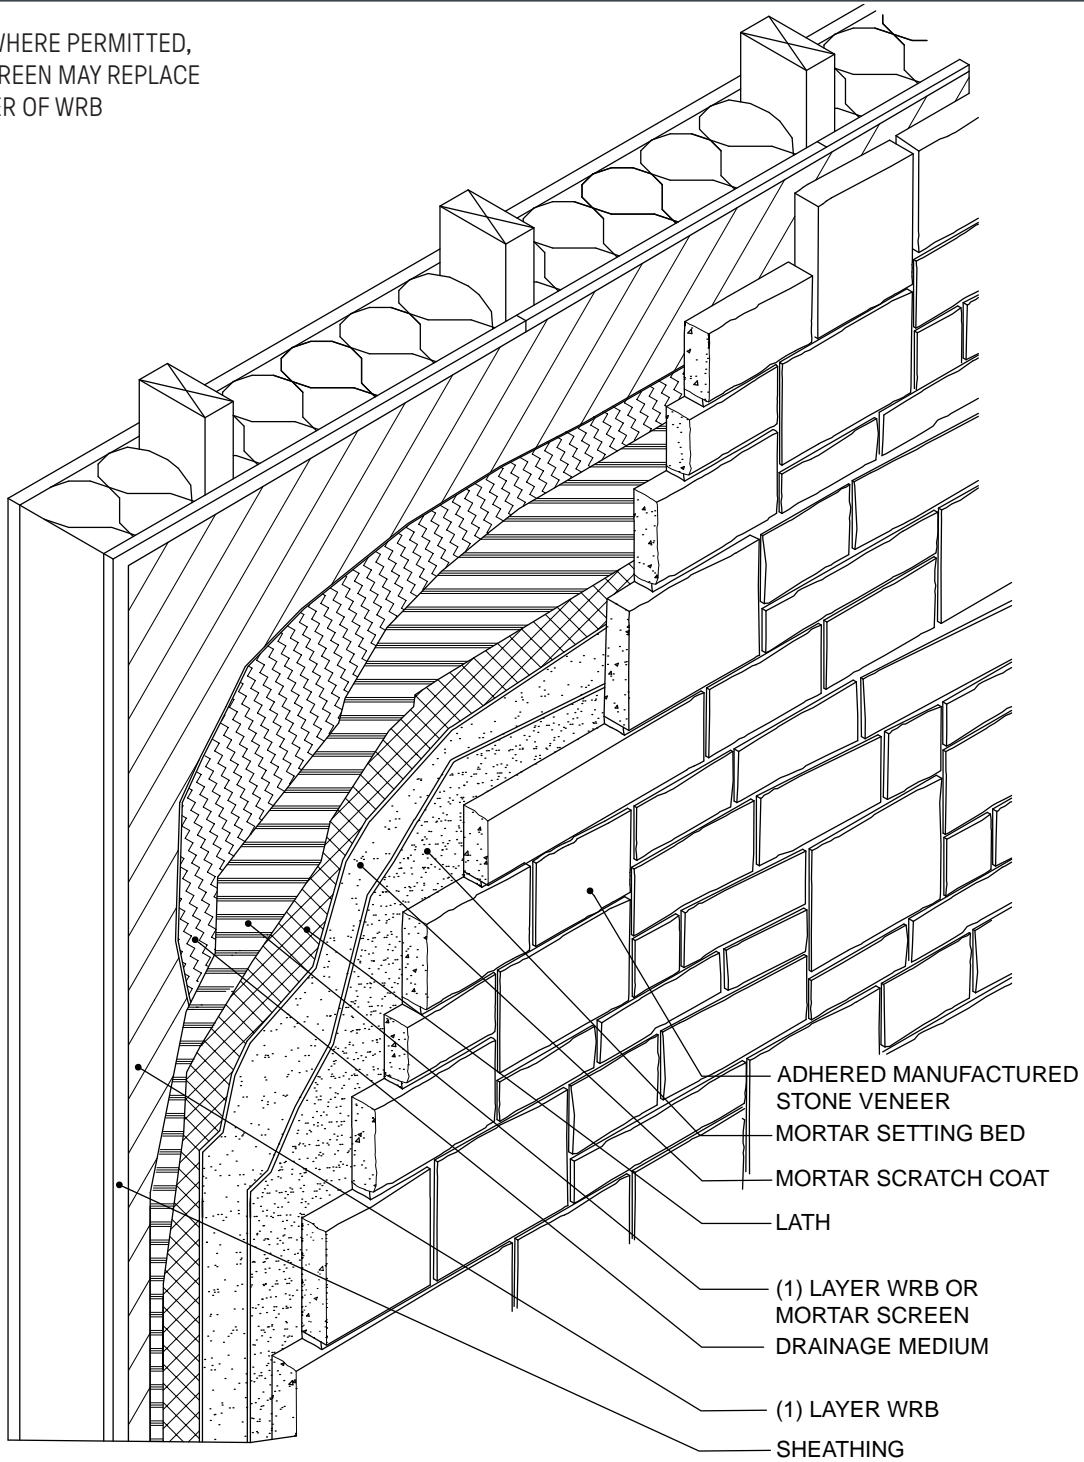 WHERE PERMITTED,
REEN MAY REPLACE
ER OF WRB
ADHERED MANUFACTURED
STONE VENEER
MORTAR SETTING BED
MORTAR SCRATCH COAT
LATH
(1) LAYER WRB OR
MORTAR SCREEN
DRAINAGE MEDIUM
(1) LAYER WRB
SHEATHING